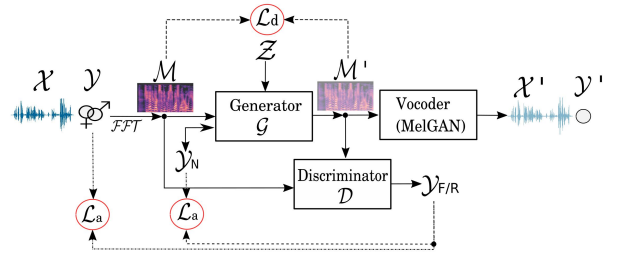 ℒd
𝒵
𝒳 𝒴 ℳ ℳ' 𝒳' 𝒴'
ℱℱ𝒯
Generator
𝒢
Vocoder
(MelGAN)
𝒴N
Discriminator
𝒟
𝒴F/R
ℒa
ℒa